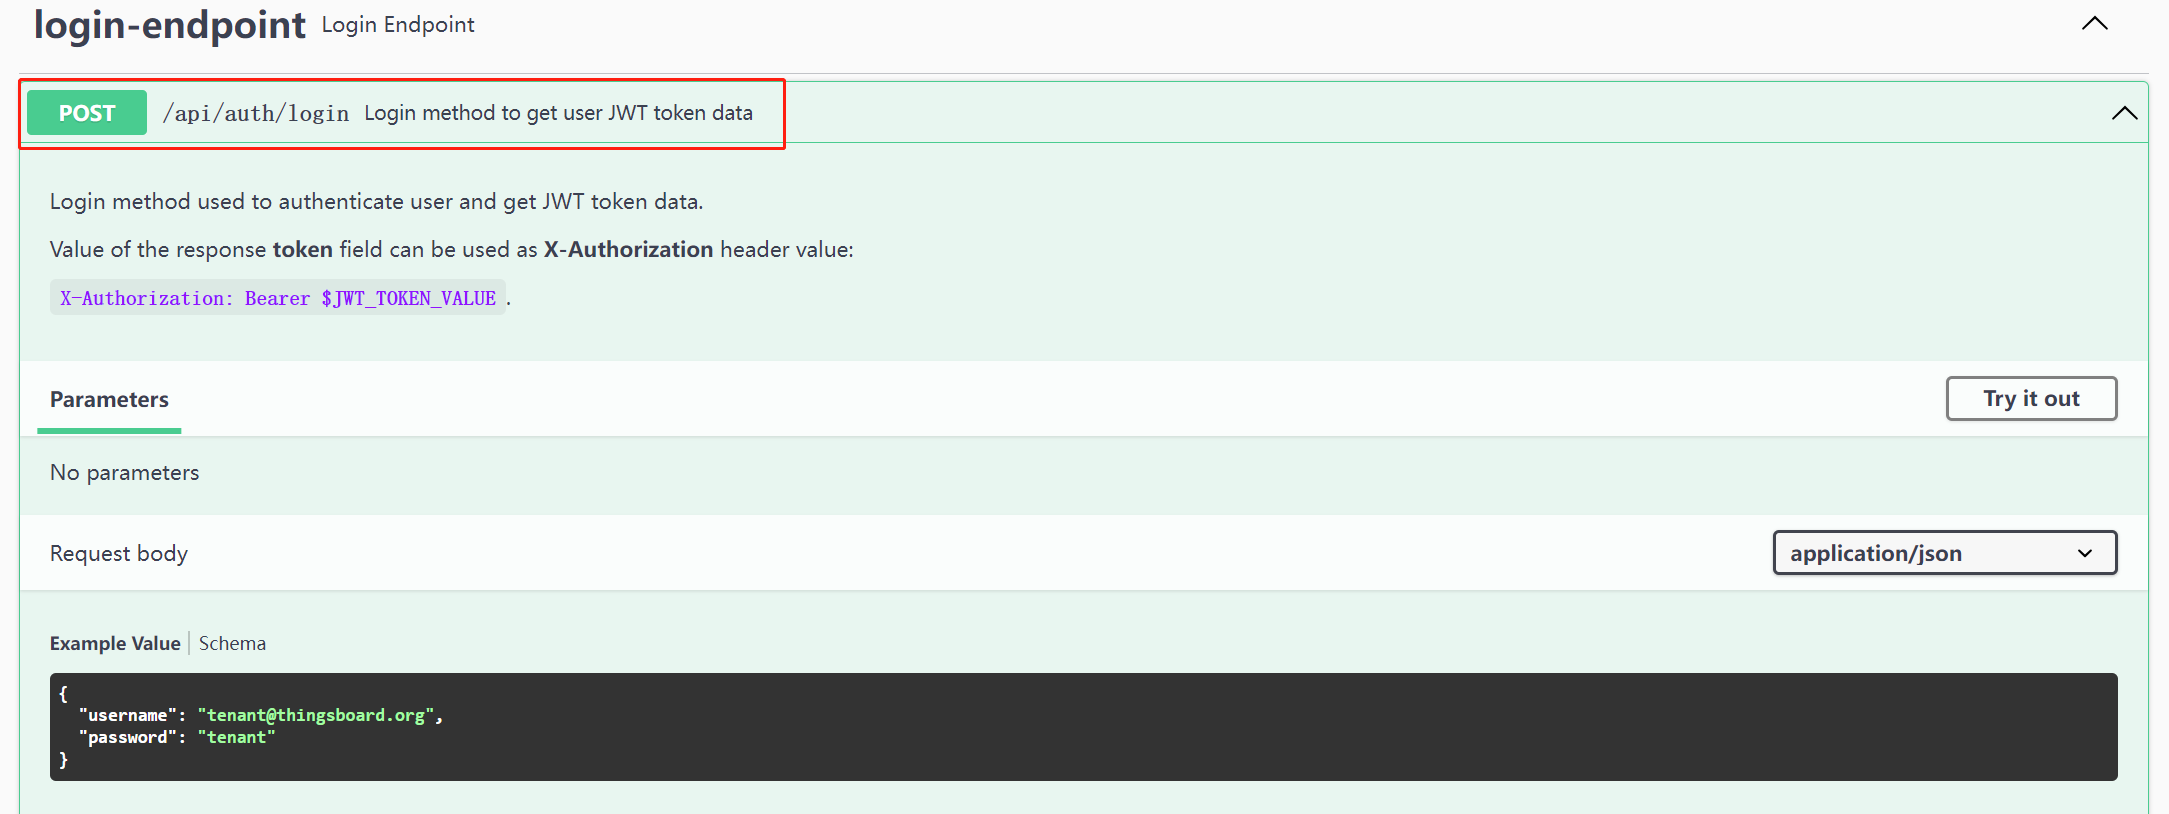 login-endpoint Login Endpoint
POST /api/auth/login Login method to get user JWT token data
Login method used to authenticate user and get JWT token data.
Value of the response token field can be used as X-Authorization header value:
X-Authorization: Bearer $JWT_TOKEN_VALUE.
Parameters Try it out
No parameters
Request body application/json
Example Value Schema
{
"username": "tenant@thingsboard.org",
"password": "tenant"
}